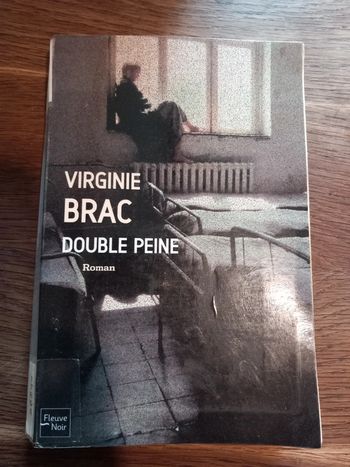 VIRGINIE
BRAC
DOUBLE PEINE
Roman
Fleuve
Noir